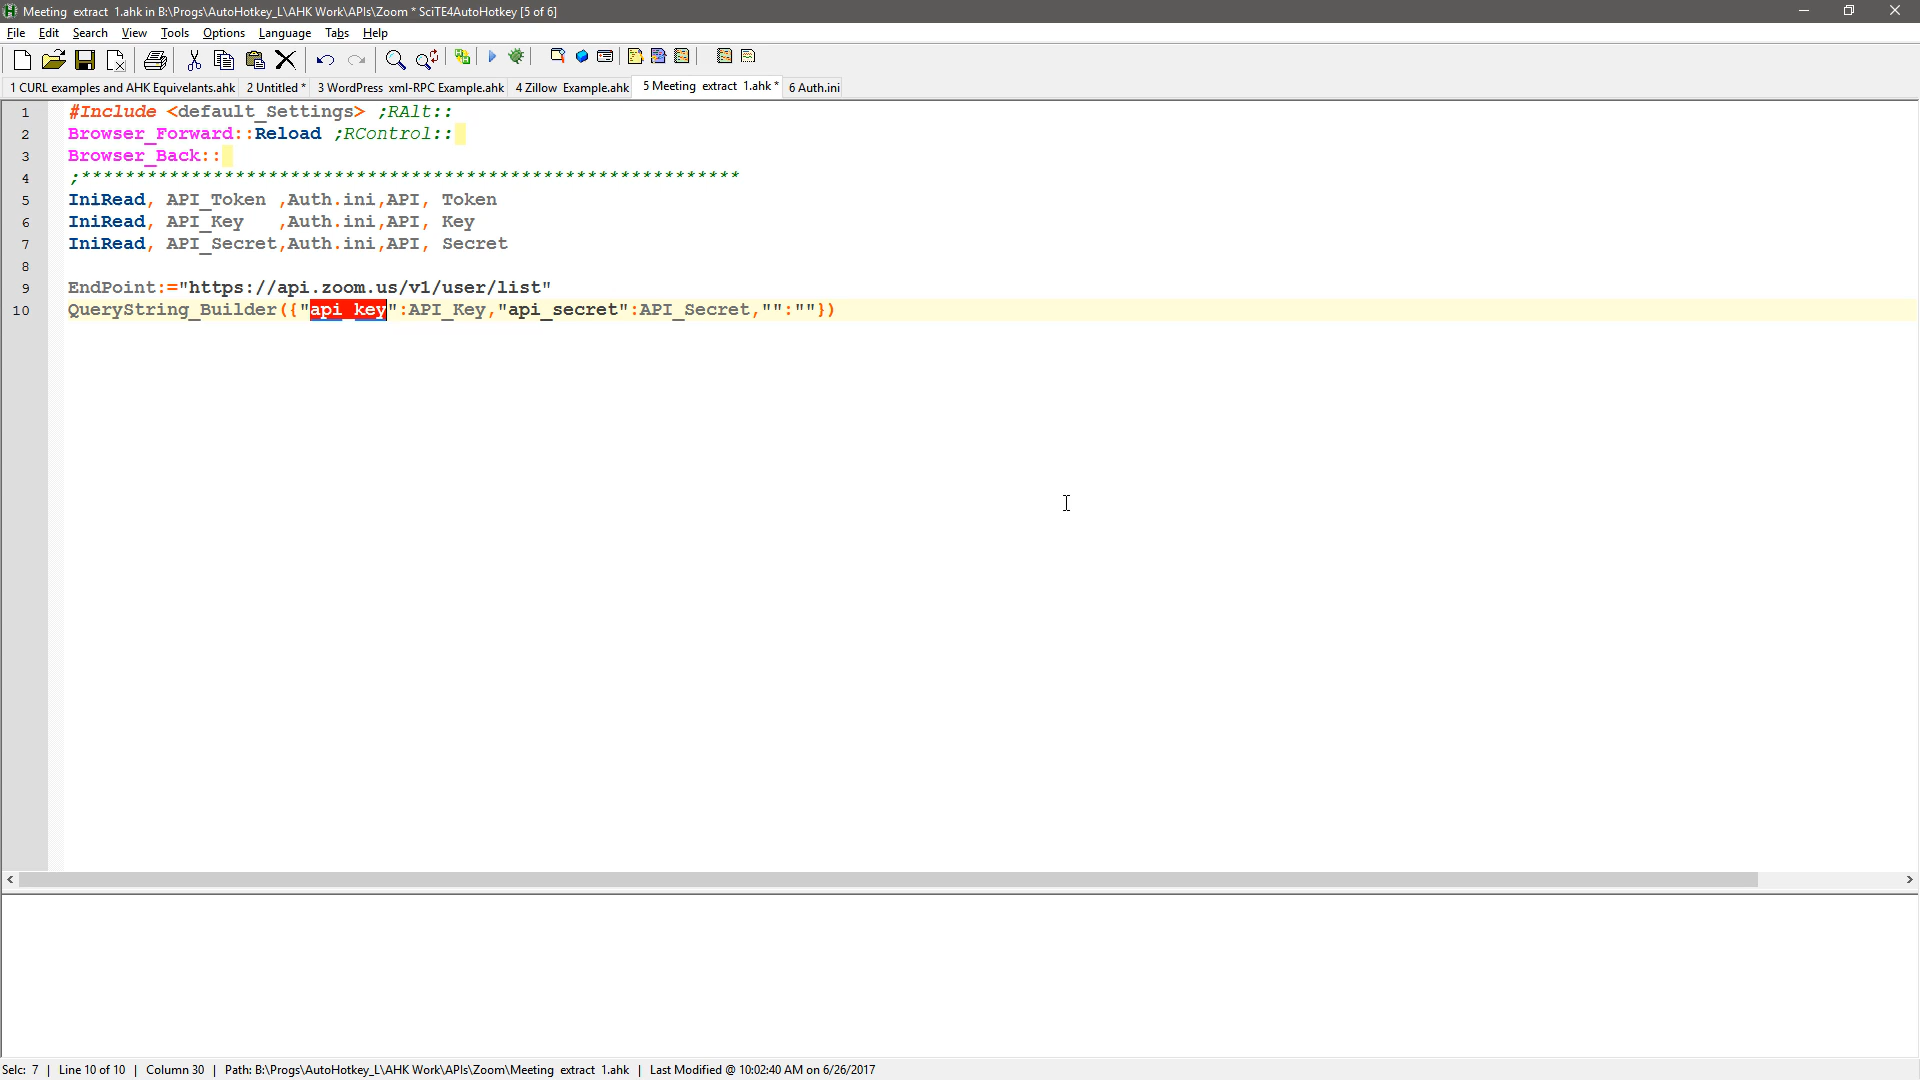 Meeting extract 1.ahk in B:\Progs\AutoHotkey_L\AHK Work\APIs\Zoom * SciTE4AutoHotkey [5 of 6]
File Edit Search View Tools Options Language Tabs Help
1 CURL examples and AHK Equivelants.ahk 2 Untitled * 3 WordPress xml-RPC Example.ahk 4 Zillow Example.ahk 5 Meeting extract 1.ahk * 6 Auth.ini
1 #Include <default_Settings> ;RAlt::
2 Browser_Forward::Reload ;RControl::
3 Browser_Back::
4 ;************************************************************
5 IniRead, API_Token ,Auth.ini,API, Token
6 IniRead, API_Key ,Auth.ini,API, Key
7 IniRead, API_Secret,Auth.ini,API, Secret
8
9 EndPoint:="https://api.zoom.us/v1/user/list"
10 QueryString_Builder({"api_key":API_Key,"api_secret":API_Secret,"":""})
Selc: 7 | Line 10 of 10 | Column 30 | Path: B:\Progs\AutoHotkey_L\AHK Work\APIs\Zoom\Meeting extract 1.ahk | Last Modified @ 10:02:40 AM on 6/26/2017